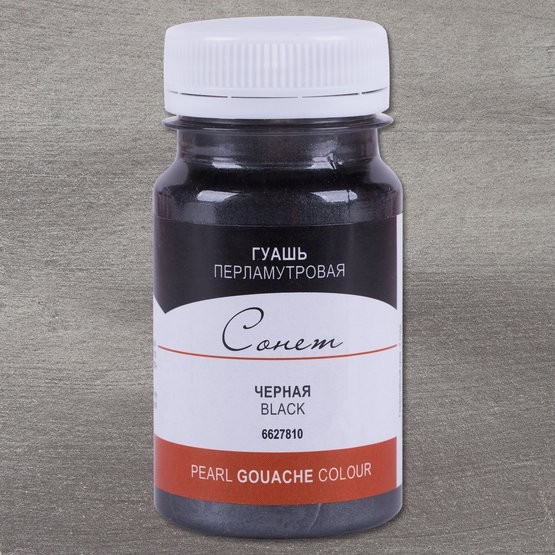 ГУАШЬ
ПЕРЛАМУТРОВАЯ
Сонет
ЧЕРНАЯ
BLACK
6627810
PEARL GOUACHE COLOUR